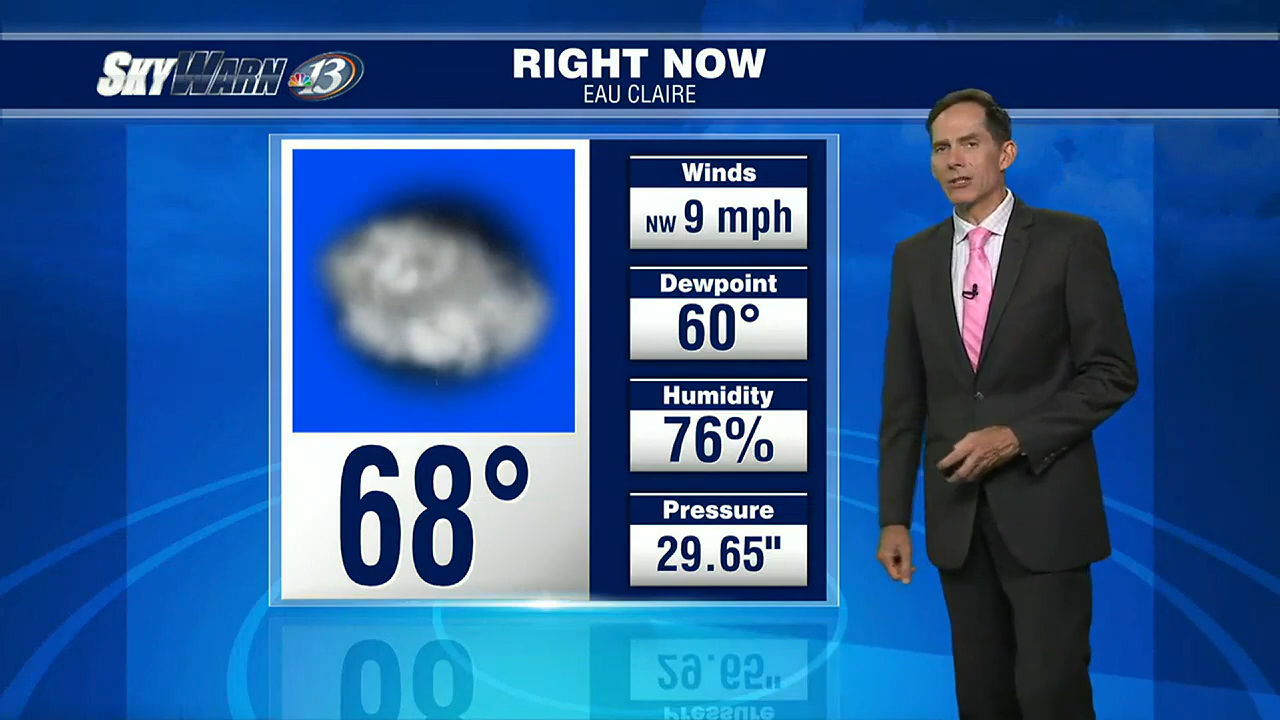 SKYWARN 13
RIGHT NOW
EAU CLAIRE
68°
Winds
NW 9 mph
Dewpoint
60°
Humidity
76%
Pressure
29.65"